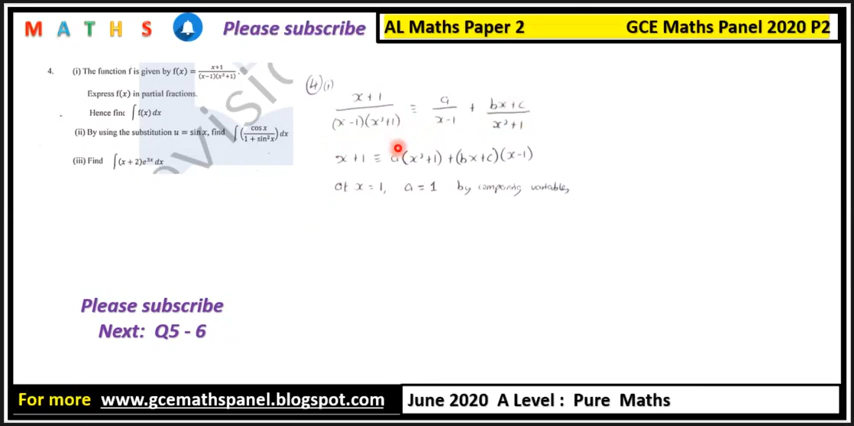 M A T H S Please subscribe AL Maths Paper 2 GCE Maths Panel 2020 P2
4. (i) The function f is given by f(x) = x+1 / (x−1)(x²+1) .
Express f(x) in partial fractions.
Hence finc ∫ f(x) dx
(ii) By using the substitution u = sin x, find ∫ ( cos x / 1 + sin² x ) dx
(iii) Find ∫ (x + 2)e³ˣ dx
(4)(i)
x+1 / (x−1)(x²+1) ≡ a / x−1 + bx+c / x²+1
x+1 ≡ a(x²+1) + (bx+c)(x−1)
at x=1, a=1 by comparing variable,
Please subscribe
Next: Q5 - 6
For more www.gcemathspanel.blogspot.com June 2020 A Level : Pure Maths